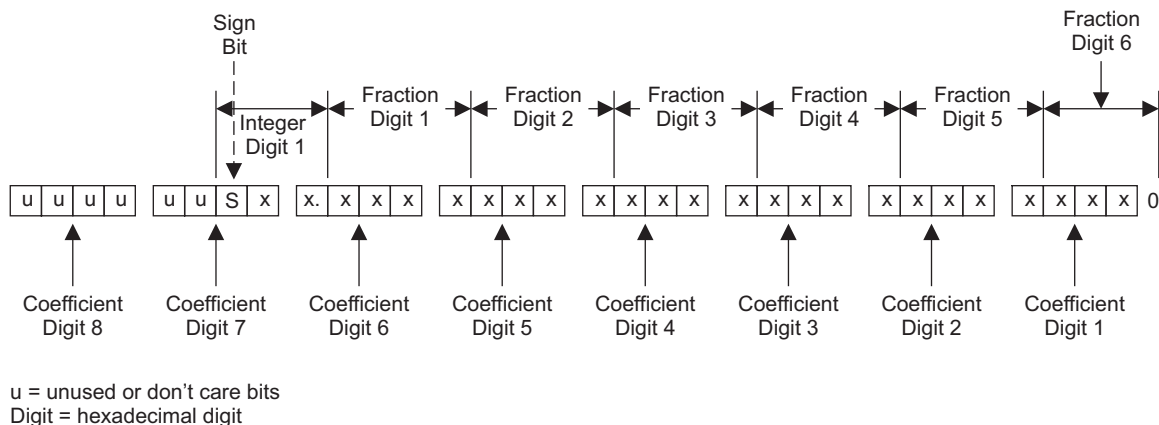 Sign
Bit
Fraction
Digit 6
Integer
Digit 1
Fraction
Digit 1
Fraction
Digit 2
Fraction
Digit 3
Fraction
Digit 4
Fraction
Digit 5
u u u u u u S x x. x x x x x x x x x x x x x x x x x x x x x x x 0
Coefficient
Digit 8
Coefficient
Digit 7
Coefficient
Digit 6
Coefficient
Digit 5
Coefficient
Digit 4
Coefficient
Digit 3
Coefficient
Digit 2
Coefficient
Digit 1
u = unused or don't care bits
Digit = hexadecimal digit